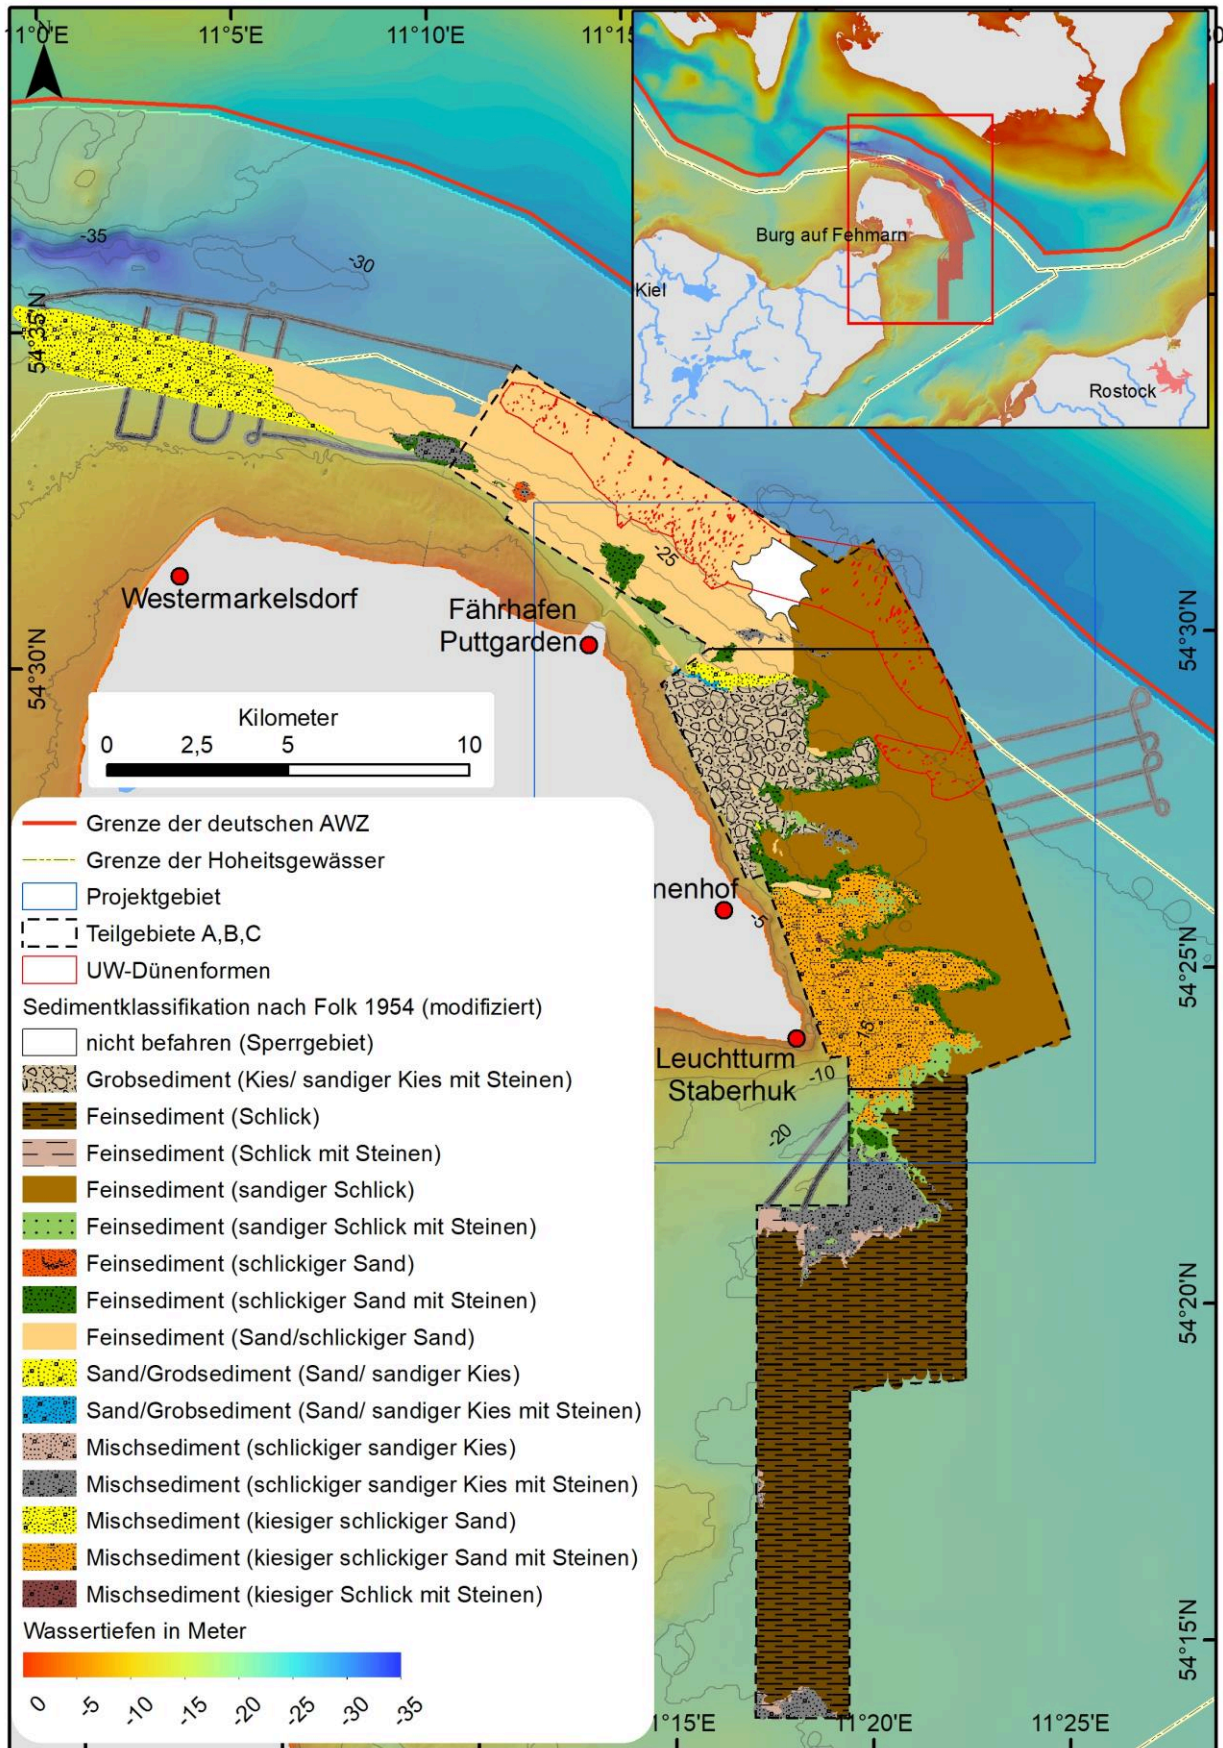 N
11°0'E
11°5'E
11°10'E
Burg auf Fehmarn
Kiel
Rostock
-35
-30
54°35'N
-25
Westermarkelsdorf
Fährhafen
Puttgarden
54°30'N
54°30'N
Kilometer
0 2,5 5 10
nenhof
-5
54°25'N
-15
Leuchtturm
Staberhuk
-10
-20
54°20'N
54°15'N
Grenze der deutschen AWZ
Grenze der Hoheitsgewässer
Projektgebiet
Teilgebiete A,B,C
UW-Dünenformen
Sedimentklassifikation nach Folk 1954 (modifiziert)
nicht befahren (Sperrgebiet)
Grobsediment (Kies/ sandiger Kies mit Steinen)
Feinsediment (Schlick)
Feinsediment (Schlick mit Steinen)
Feinsediment (sandiger Schlick)
Feinsediment (sandiger Schlick mit Steinen)
Feinsediment (schlickiger Sand)
Feinsediment (schlickiger Sand mit Steinen)
Feinsediment (Sand/schlickiger Sand)
Sand/Grodsediment (Sand/ sandiger Kies)
Sand/Grobsediment (Sand/ sandiger Kies mit Steinen)
Mischsediment (schlickiger sandiger Kies)
Mischsediment (schlickiger sandiger Kies mit Steinen)
Mischsediment (kiesiger schlickiger Sand)
Mischsediment (kiesiger schlickiger Sand mit Steinen)
Mischsediment (kiesiger Schlick mit Steinen)
Wassertiefen in Meter
0 -5 -10 -15 -20 -25 -30 -35
11°20'E
11°25'E